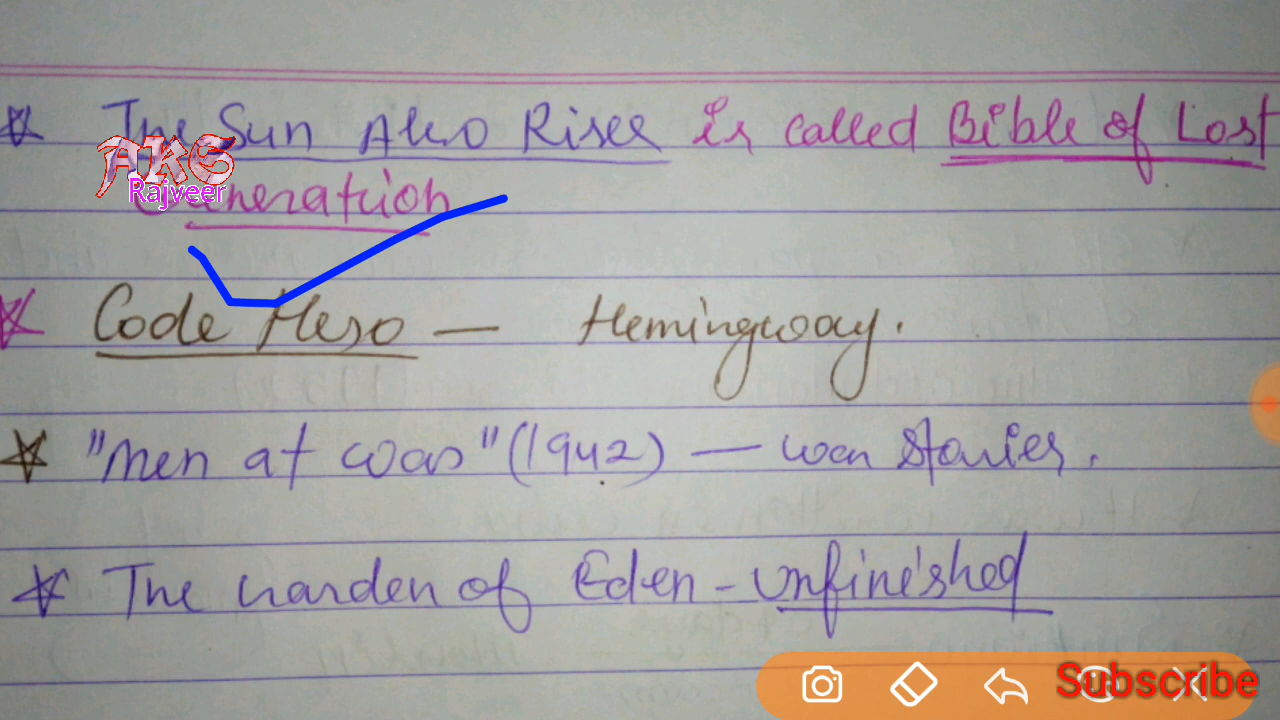 The Sun Also Rises is called Bible of Lost
AKG
Rajveer
Generation
Code Hero — Hemingway.
"Men at War" (1942) — war stories.
The Garden of Eden - Unfinished
Subscribe